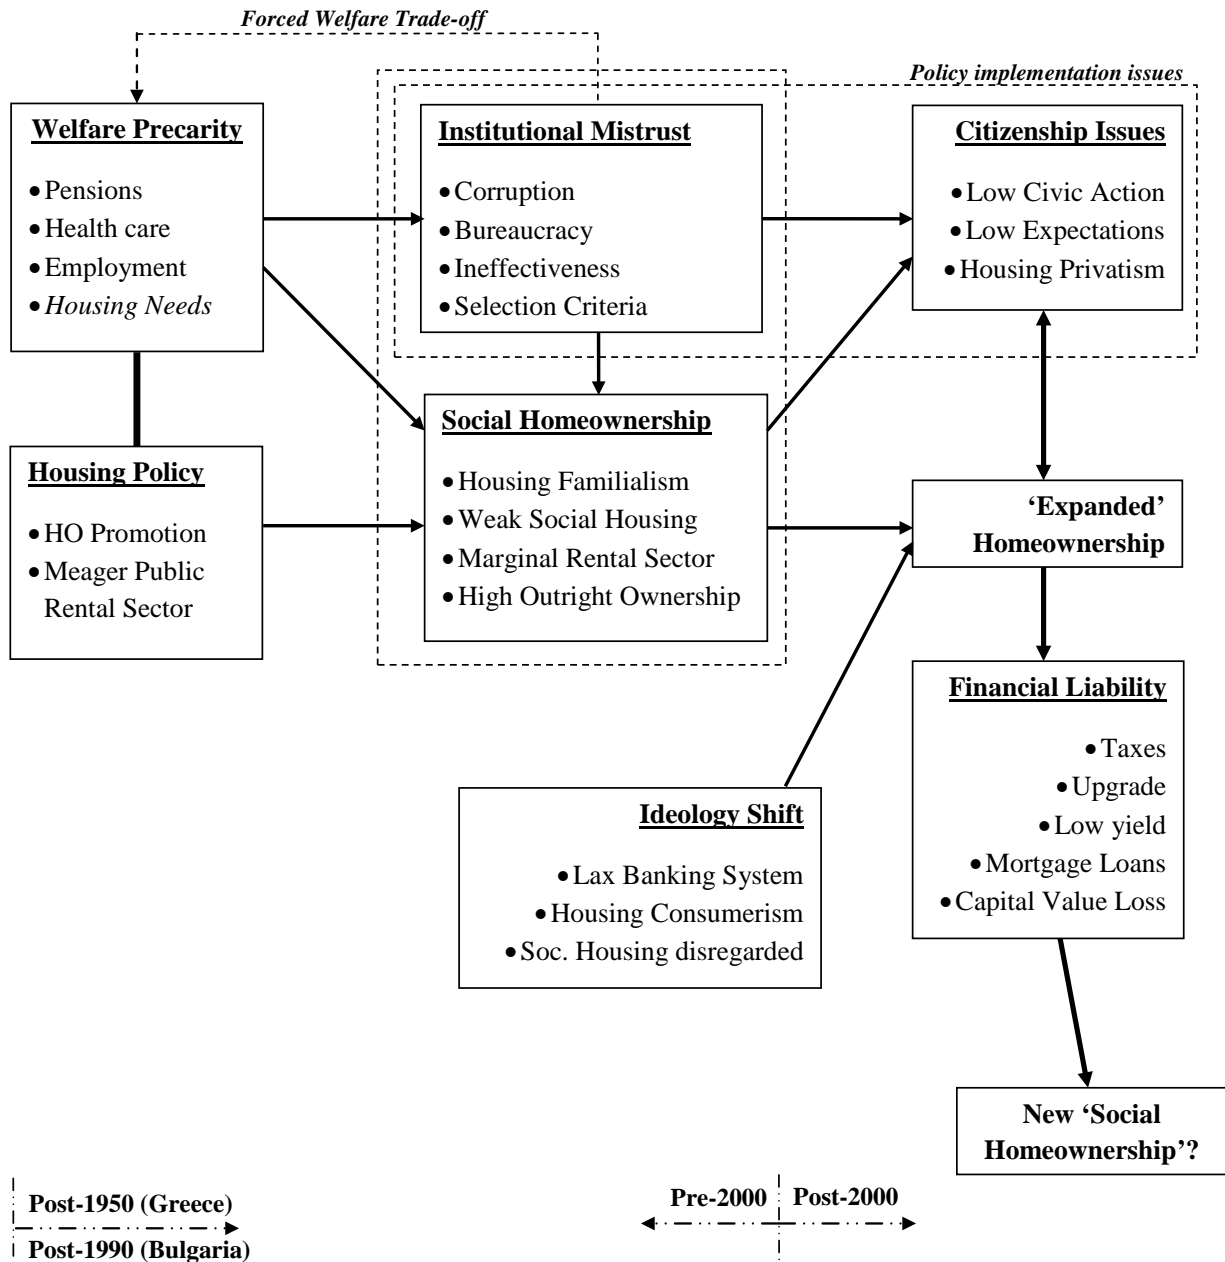 Forced Welfare Trade-off
Policy implementation issues
Welfare Precarity
• Pensions
• Health care
• Employment
• Housing Needs
Institutional Mistrust
• Corruption
• Bureaucracy
• Ineffectiveness
• Selection Criteria
Citizenship Issues
• Low Civic Action
• Low Expectations
• Housing Privatism
Housing Policy
• HO Promotion
• Meager Public
Rental Sector
Social Homeownership
• Housing Familialism
• Weak Social Housing
• Marginal Rental Sector
• High Outright Ownership
‘Expanded’
Homeownership
Financial Liability
• Taxes
• Upgrade
• Low yield
• Mortgage Loans
• Capital Value Loss
Ideology Shift
• Lax Banking System
• Housing Consumerism
• Soc. Housing disregarded
New ‘Social
Homeownership’?
Post-1950 (Greece)
Post-1990 (Bulgaria)
Pre-2000
Post-2000